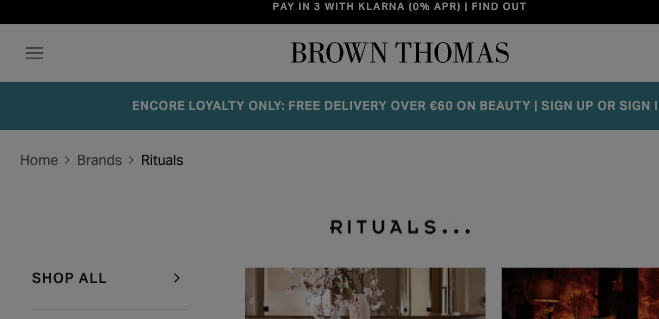 PAY IN 3 WITH KLARNA (0% APR) | FIND OUT
BROWN THOMAS
ENCORE LOYALTY ONLY: FREE DELIVERY OVER €60 ON BEAUTY | SIGN UP OR SIGN I
Home > Brands > Rituals
RITUALS...
SHOP ALL >